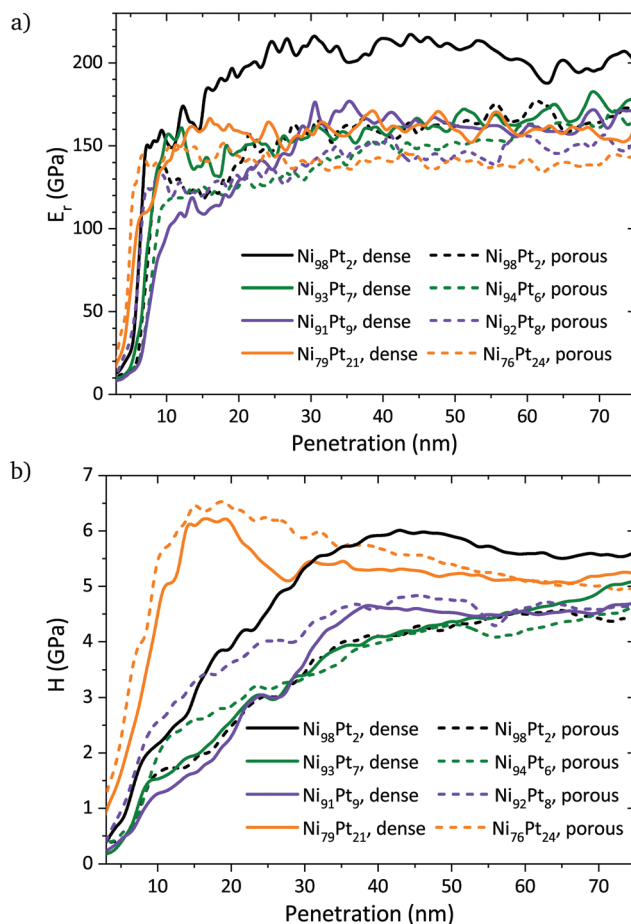 a)
E_r (GPa)
200
150
100
50
0
Ni₉₈Pt₂, dense Ni₉₈Pt₂, porous
Ni₉₃Pt₇, dense Ni₉₄Pt₆, porous
Ni₉₁Pt₉, dense Ni₉₂Pt₈, porous
Ni₇₉Pt₂₁, dense Ni₇₆Pt₂₄, porous
10 20 30 40 50 60 70
Penetration (nm)
b)
H (GPa)
7
6
5
4
3
2
1
0
Ni₉₈Pt₂, dense Ni₉₈Pt₂, porous
Ni₉₃Pt₇, dense Ni₉₄Pt₆, porous
Ni₉₁Pt₉, dense Ni₉₂Pt₈, porous
Ni₇₉Pt₂₁, dense Ni₇₆Pt₂₄, porous
10 20 30 40 50 60 70
Penetration (nm)